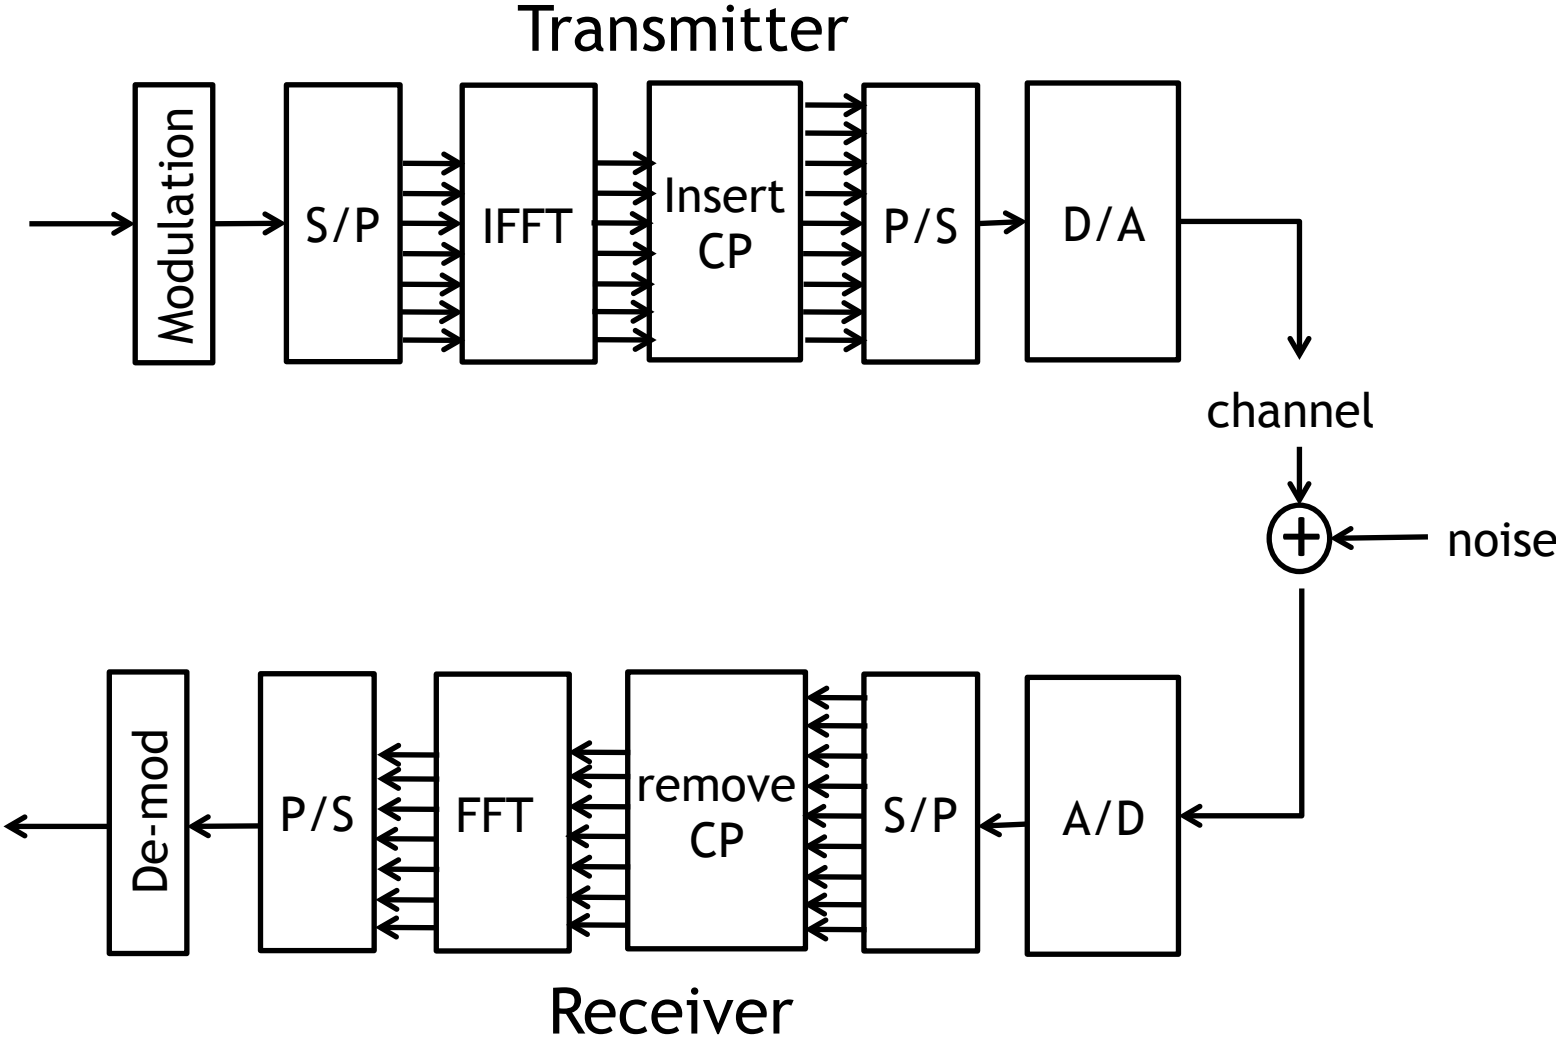 Transmitter
Modulation
S/P
IFFT
Insert
CP
P/S
D/A
channel
+
noise
De-mod
P/S
FFT
remove
CP
S/P
A/D
Receiver